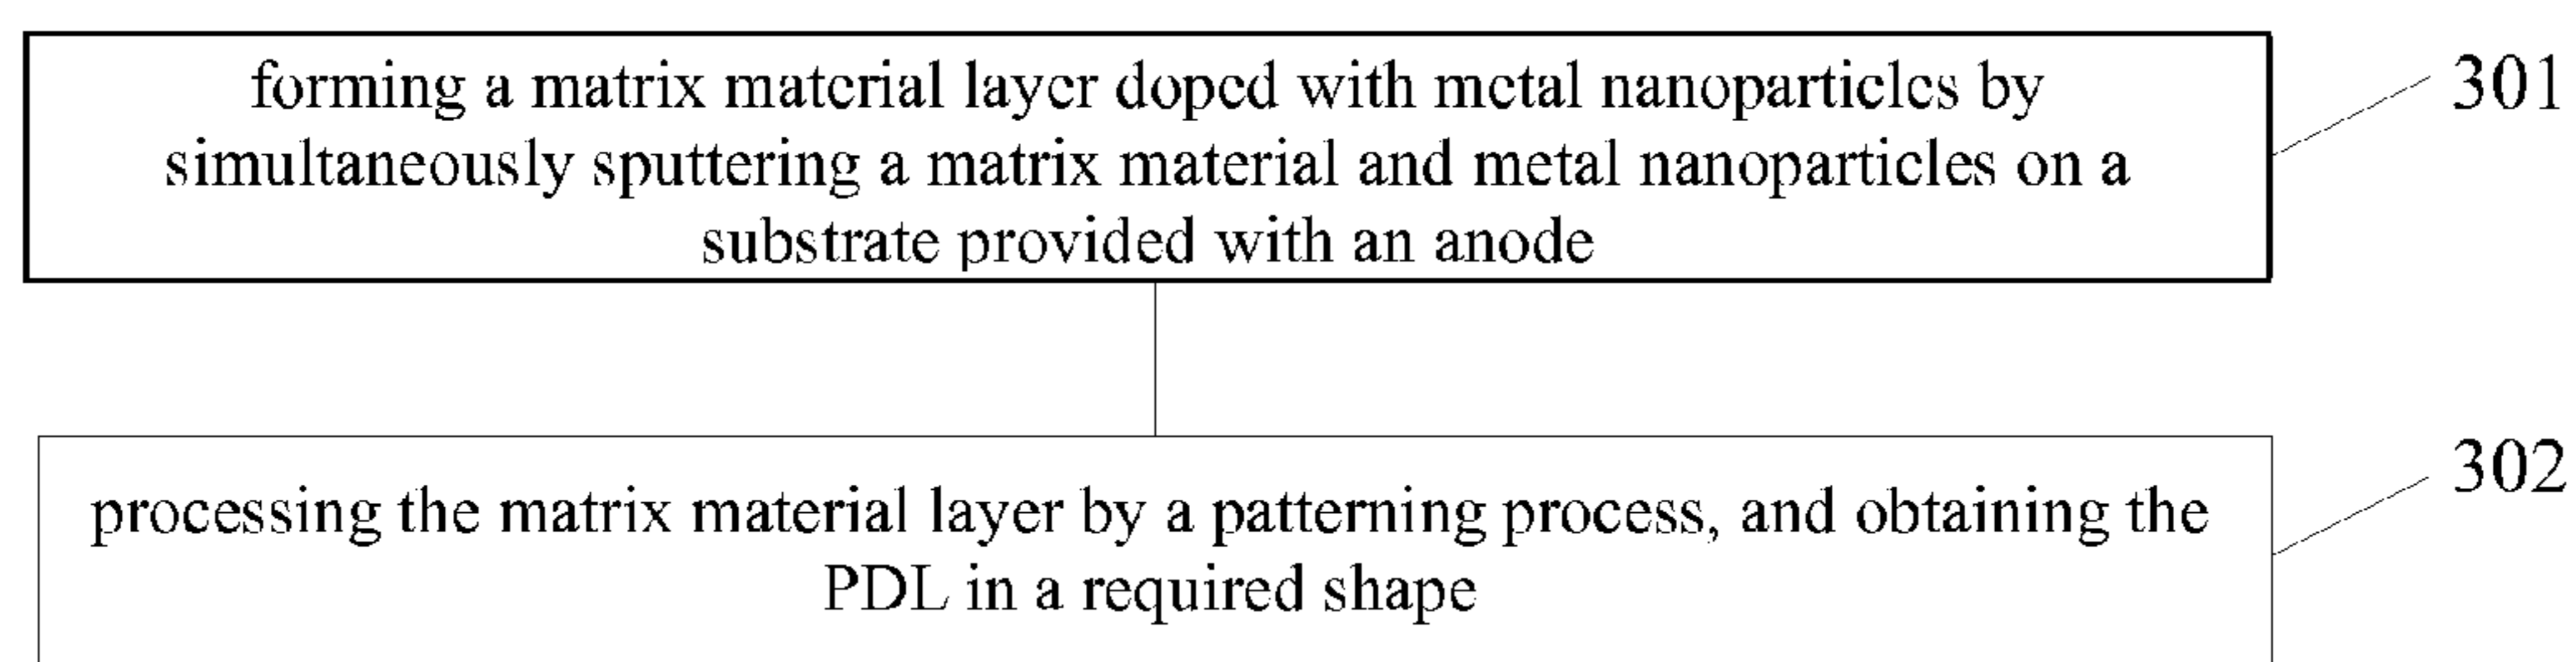 forming a matrix material layer doped with metal nanoparticles by
301
simultaneously sputtering a matrix material and metal nanoparticles on a
substrate provided with an anode
302
processing the matrix material layer by a patterning process, and obtaining the
PDL in a required shape